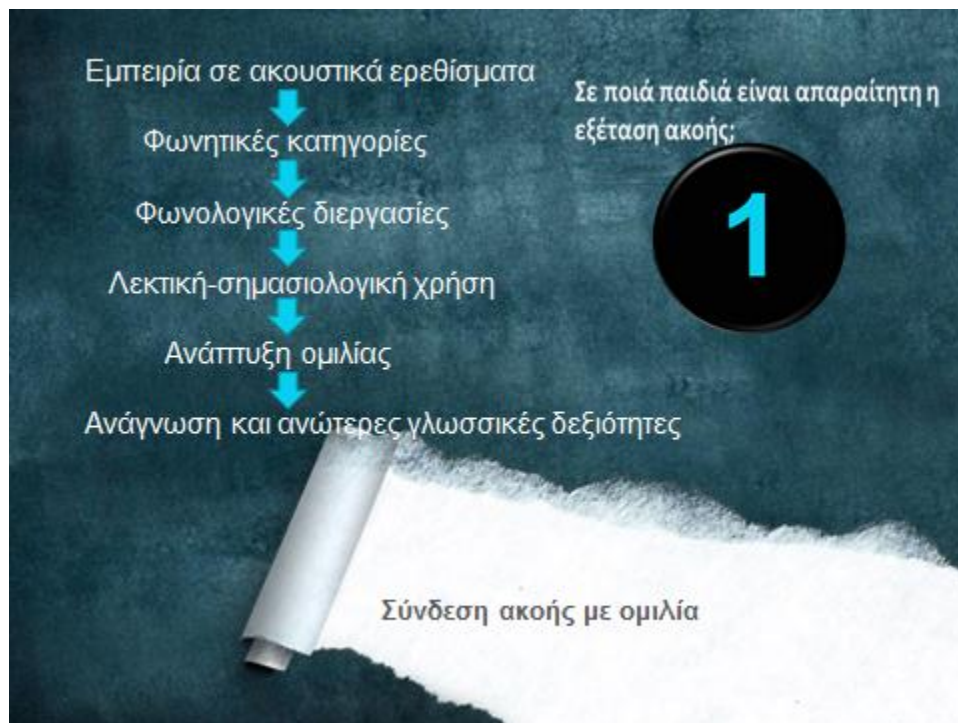 Εμπειρία σε ακουστικά ερεθίσματα
Φωνητικές κατηγορίες
Φωνολογικές διεργασίες
Λεκτική-σημασιολογική χρήση
Ανάπτυξη ομιλίας
Ανάγνωση και ανώτερες γλωσσικές δεξιότητες
Σε ποιά παιδιά είναι απαραίτητη η
εξέταση ακοής;
1
Σύνδεση ακοής με ομιλία